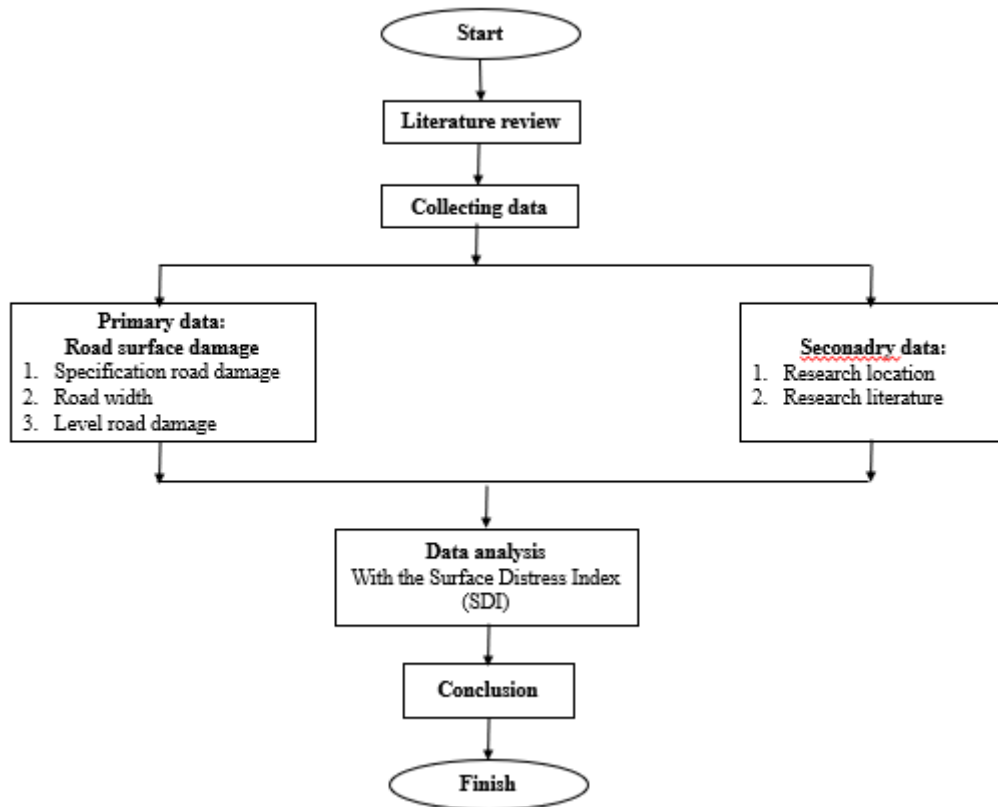 Start
Literature review
Collecting data
Primary data:
Road surface damage
1. Specification road damage
2. Road width
3. Level road damage
Seconadry data:
1. Research location
2. Research literature
Data analysis
With the Surface Distress Index
(SDI)
Conclusion
Finish